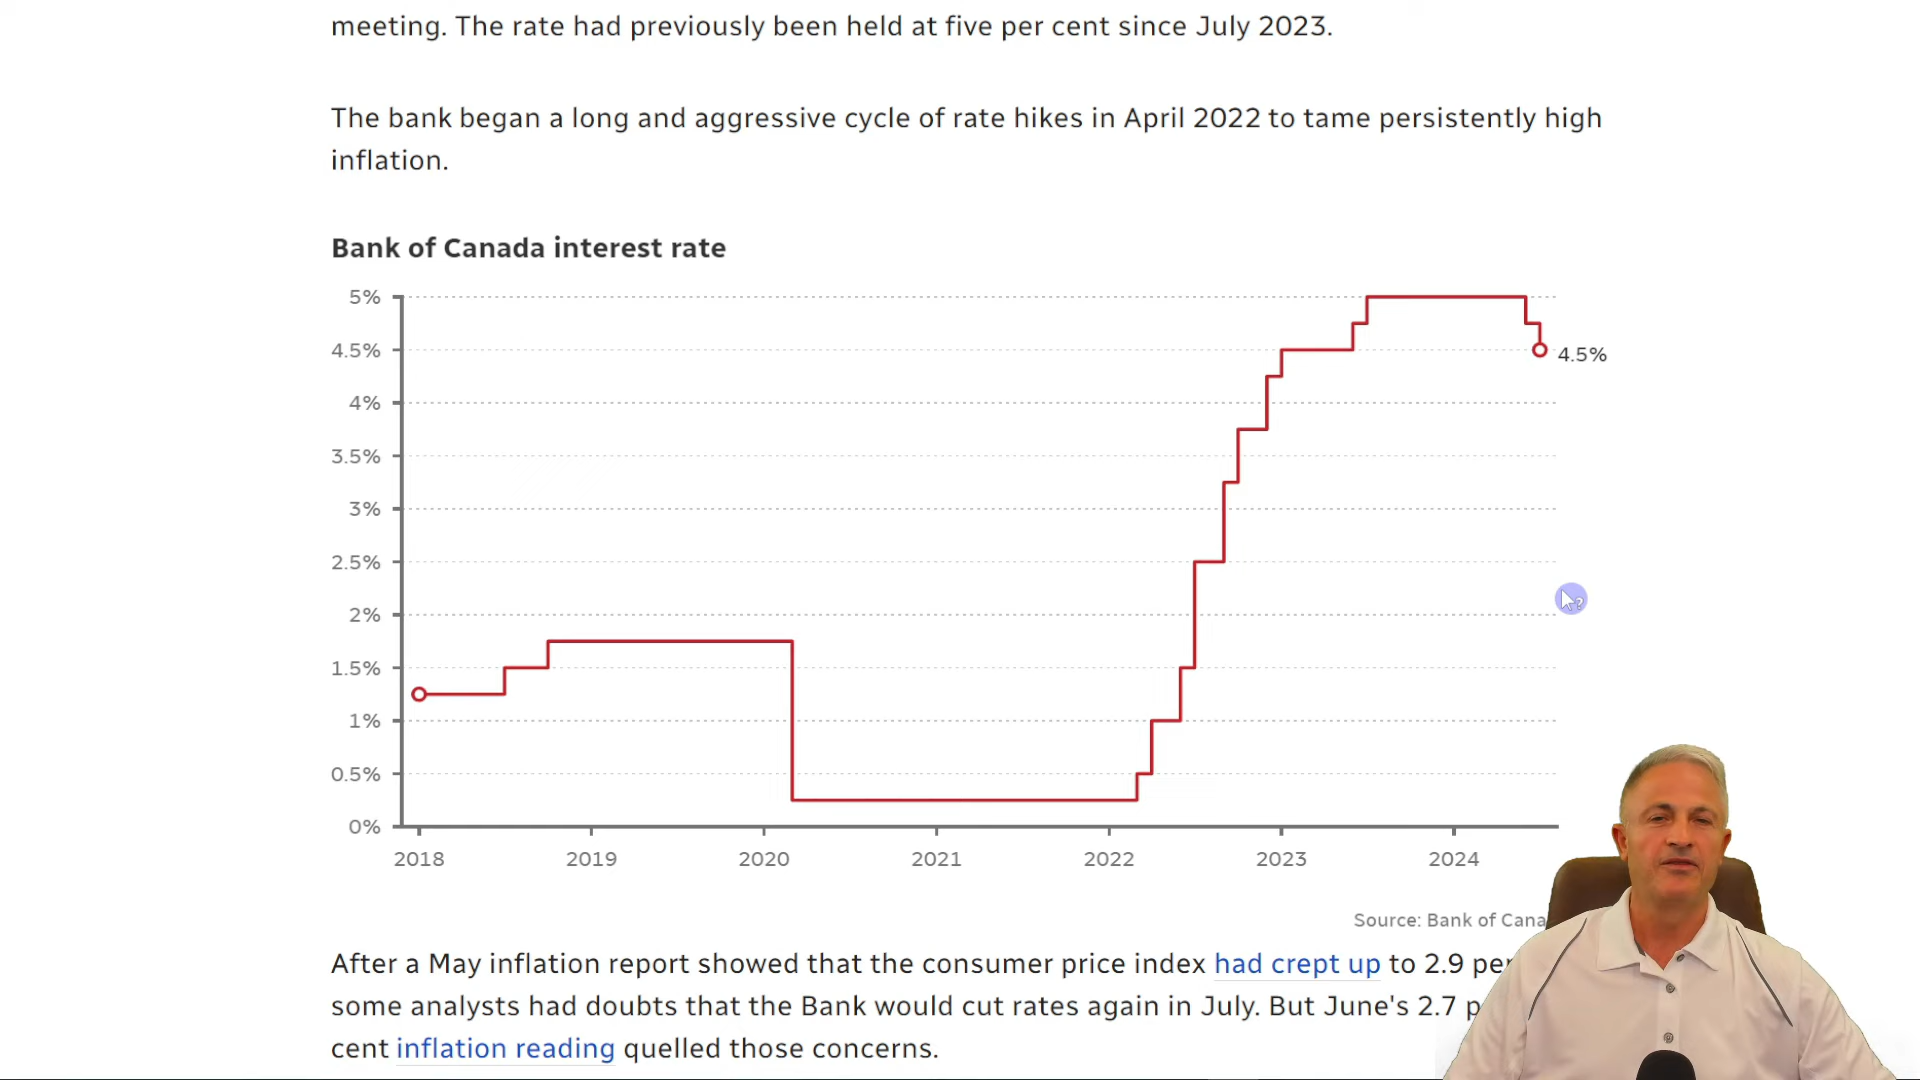 meeting. The rate had previously been held at five per cent since July 2023.
The bank began a long and aggressive cycle of rate hikes in April 2022 to tame persistently high
inflation.
Bank of Canada interest rate
5%
4.5%
4.5%
4%
3.5%
3%
2.5%
2%
1.5%
1%
0.5%
0%
2018 2019 2020 2021 2022 2023 2024
Source: Bank of
After a May inflation report showed that the consumer price index had crept up to 2.9
some analysts had doubts that the Bank would cut rates again in July. But June's 2.7
cent inflation reading quelled those concerns.